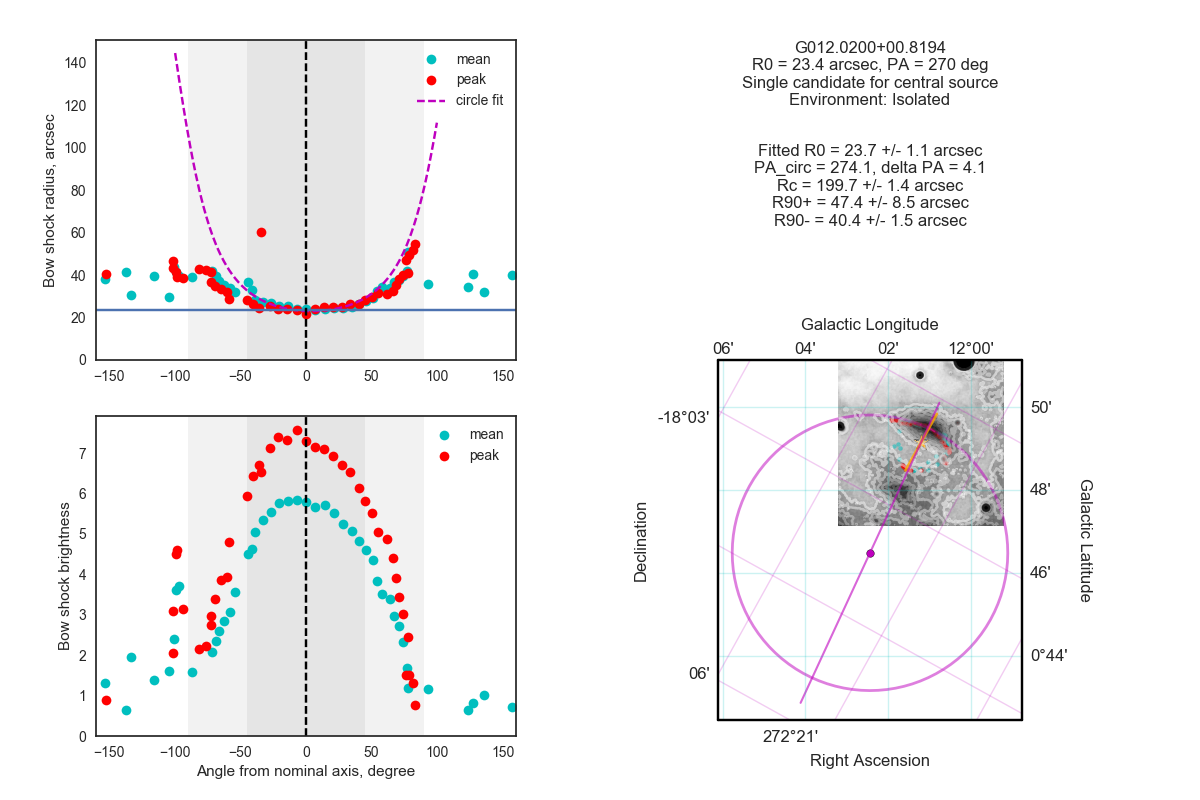 140
120
100
80
60
40
20
0
Bow shock radius, arcsec
mean
peak
circle fit
−150
−100
−50
0
50
100
150
7
6
5
4
3
2
1
0
Bow shock brightness
mean
peak
−150
−100
−50
0
50
100
150
Angle from nominal axis, degree
G012.0200+00.8194
R0 = 23.4 arcsec, PA = 270 deg
Single candidate for central source
Environment: Isolated
Fitted R0 = 23.7 +/- 1.1 arcsec
PA_circ = 274.1, delta PA = 4.1
Rc = 199.7 +/- 1.4 arcsec
R90+ = 47.4 +/- 8.5 arcsec
R90- = 40.4 +/- 1.5 arcsec
Galactic Longitude
06'
04'
02'
12°00'
-18°03'
06'
Declination
50'
48'
46'
0°44'
Galactic Latitude
272°21'
Right Ascension